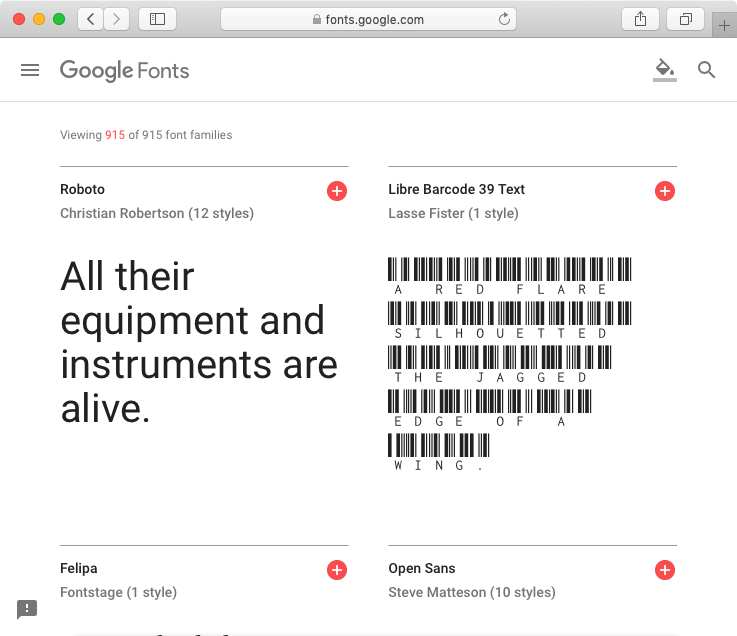 fonts.google.com
Google Fonts
Viewing 915 of 915 font families
Roboto
Christian Robertson (12 styles)
All their
equipment and
instruments are
alive.
Libre Barcode 39 Text
Lasse Fister (1 style)
A RED FLARE
SILHOUETTED
THE JAGGED
EDGE OF A
WING.
Felipa
Fontstage (1 style)
Open Sans
Steve Matteson (10 styles)